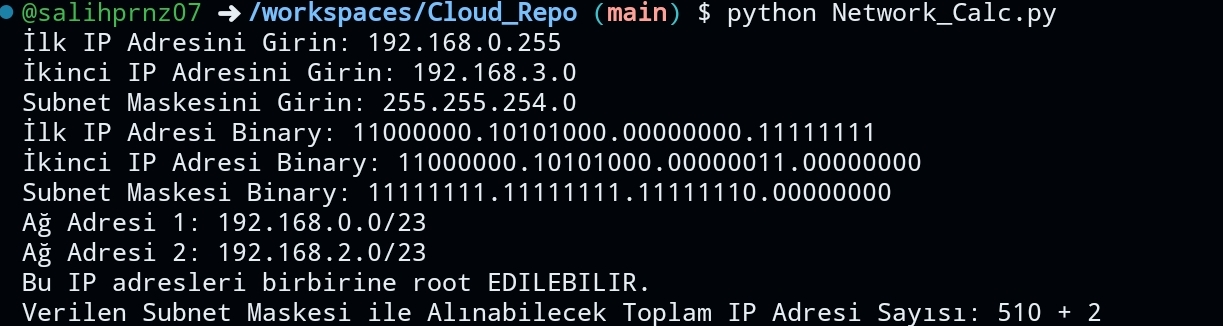 @salihprnz07 ➜ /workspaces/Cloud_Repo (main) $ python Network_Calc.py
İlk IP Adresini Girin: 192.168.0.255
İkinci IP Adresini Girin: 192.168.3.0
Subnet Maskesini Girin: 255.255.254.0
İlk IP Adresi Binary: 11000000.10101000.00000000.11111111
İkinci IP Adresi Binary: 11000000.10101000.00000011.00000000
Subnet Maskesi Binary: 11111111.11111111.11111110.00000000
Ağ Adresi 1: 192.168.0.0/23
Ağ Adresi 2: 192.168.2.0/23
Bu IP adresleri birbirine root EDILEBILIR.
Verilen Subnet Maskesi ile Alınabilecek Toplam IP Adresi Sayısı: 510 + 2